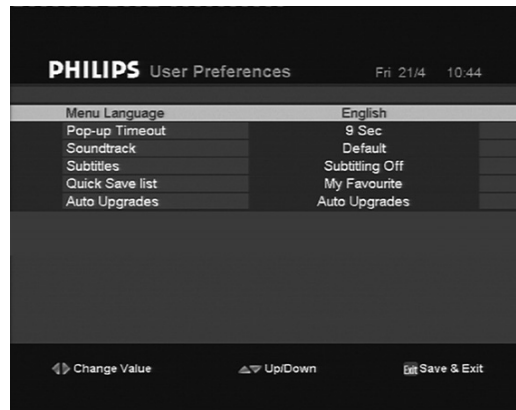 PHILIPS User Preferences Fri 21/4 10:44
Menu Language English
Pop-up Timeout 9 Sec
Soundtrack Default
Subtitles Subtitling Off
Quick Save list My Favourite
Auto Upgrades Auto Upgrades
Change Value Up/Down Exit Save & Exit